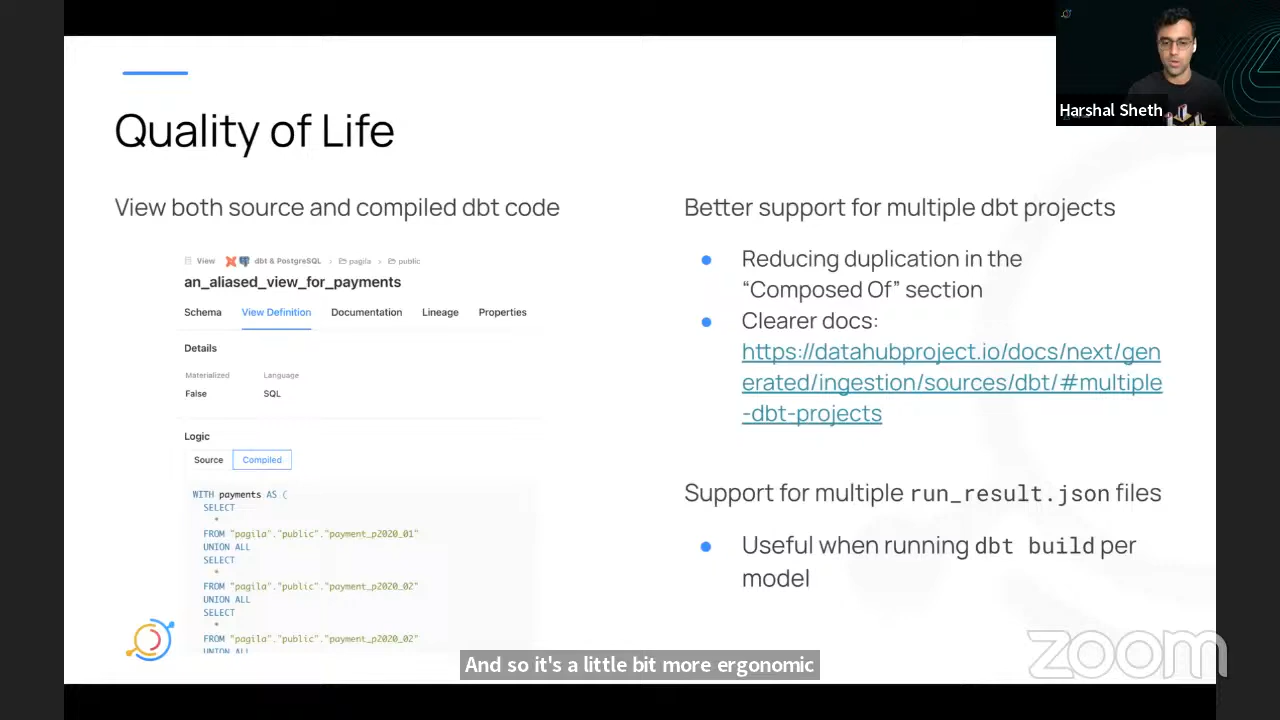 Harshal Sheth
Quality of Life
View both source and compiled dbt code
View dbt & PostgreSQL › pagila › public
an_aliased_view_for_payments
Schema View Definition Documentation Lineage Properties
Details
Materialized Language
False SQL
Logic
Source Compiled
WITH payments AS (
SELECT
*
FROM "pagila"."public"."payment_p2020_01"
UNION ALL
SELECT
*
FROM "pagila"."public"."payment_p2020_02"
UNION ALL
SELECT
*
FROM "pagila"."public"."payment_p2020_02"
UNION ALL
Better support for multiple dbt projects
● Reducing duplication in the
“Composed Of” section
● Clearer docs:
https://datahubproject.io/docs/next/gen
erated/ingestion/sources/dbt/#multiple
-dbt-projects
Support for multiple run_result.json files
● Useful when running dbt build per
model
And so it's a little bit more ergonomic
zoom